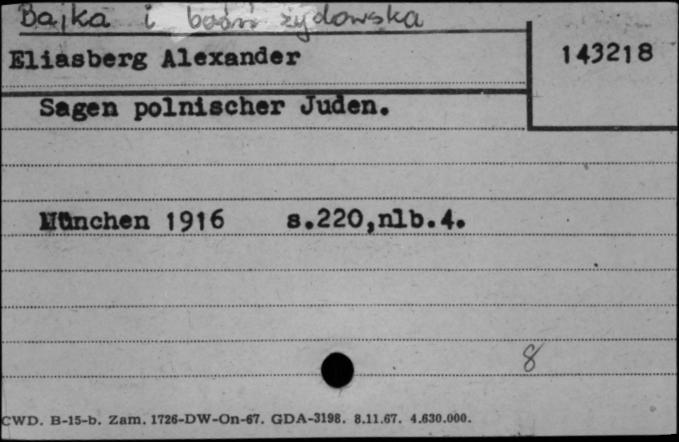 Bajka i baśń żydowska
Eliasberg Alexander
143218
Sagen polnischer Juden.
München 1916 s.220,nlb.4.
8
CWD. B-15-b. Zam. 1726-DW-On-67. GDA-3198. 8.11.67. 4.630.000.